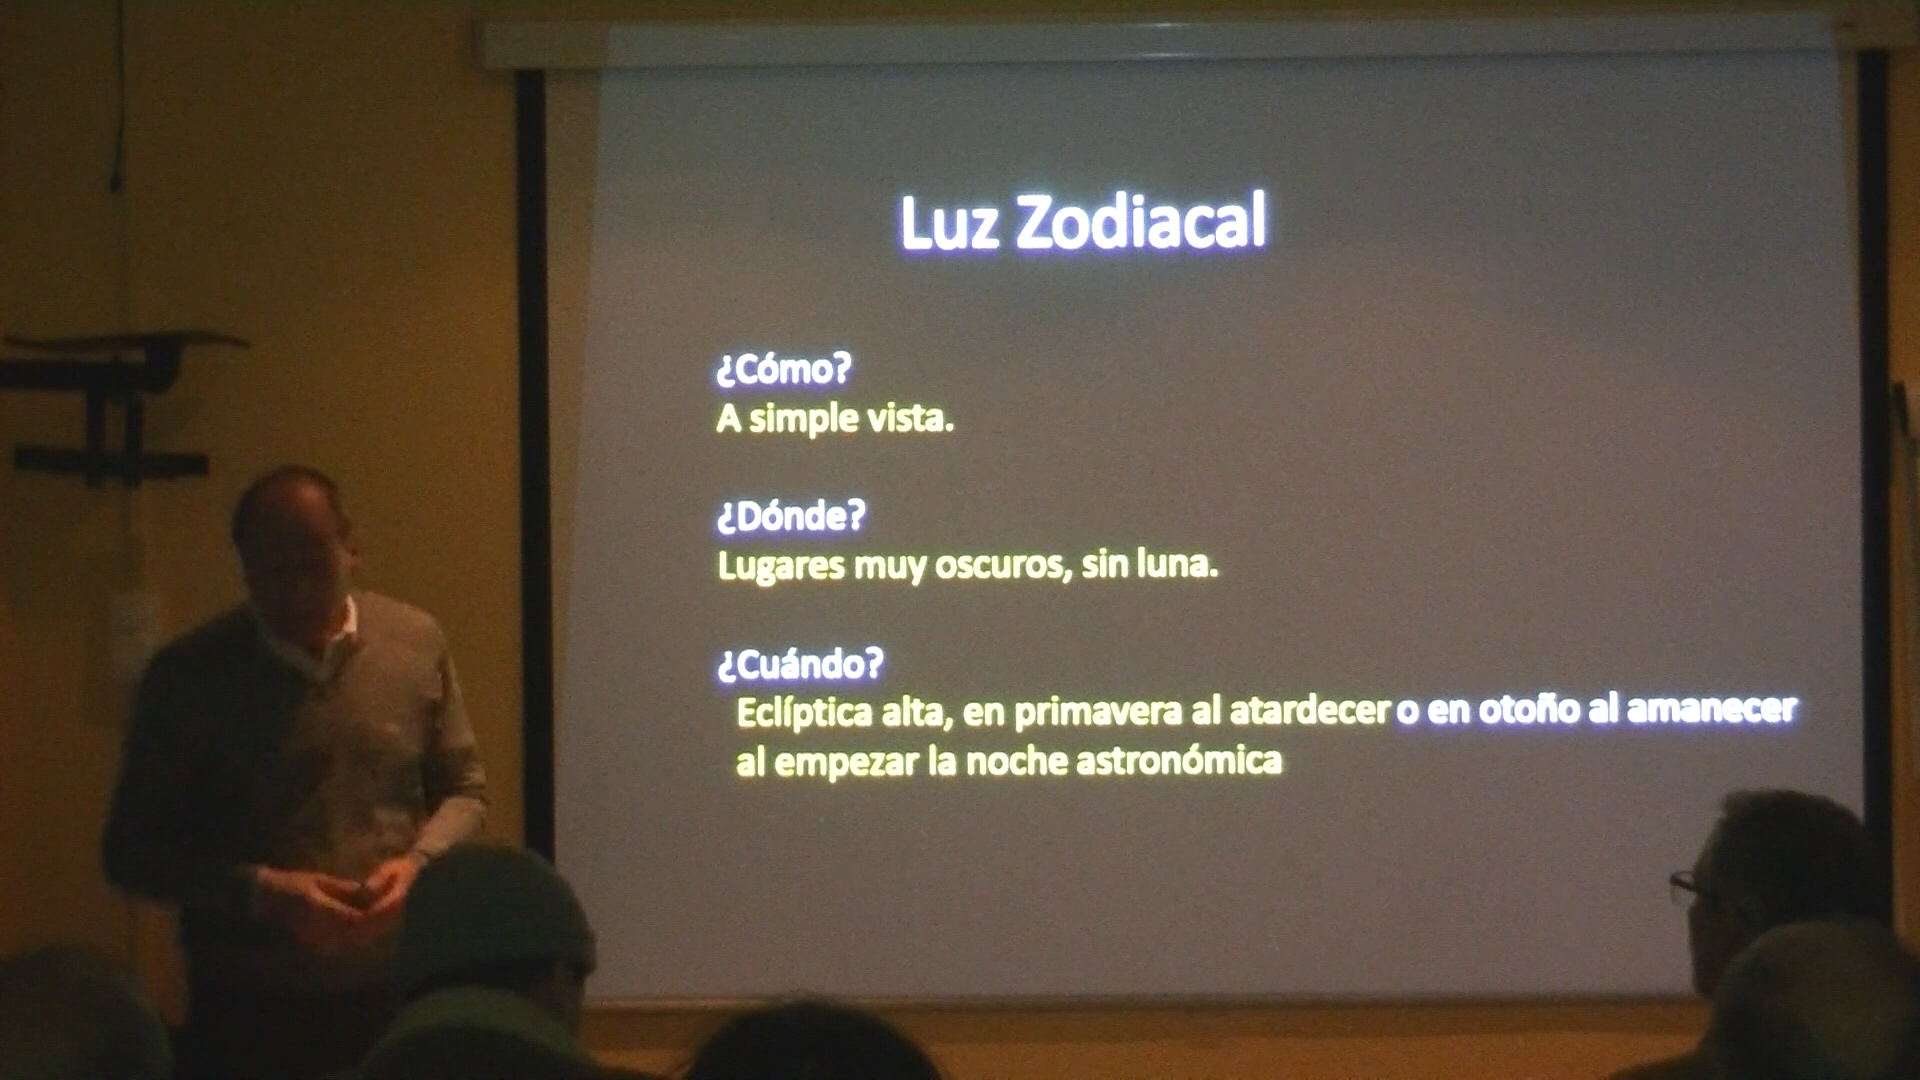 Luz Zodiacal
¿Cómo?
A simple vista.
¿Dónde?
Lugares muy oscuros, sin luna.
¿Cuándo?
Eclíptica alta, en primavera al atardecer o en otoño al amanecer
al empezar la noche astronómica